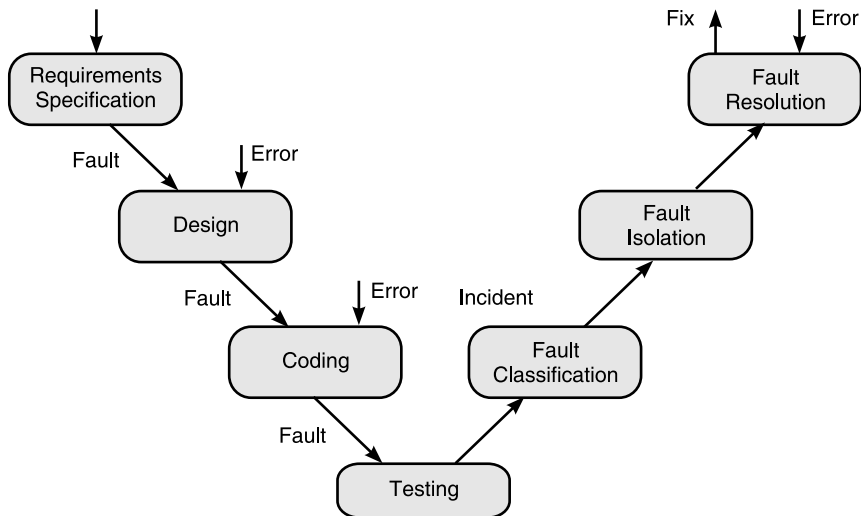 Fix
Error
Requirements
Specification
Fault
Resolution
Fault
Error
Design
Fault
Isolation
Fault
Error
Incident
Coding
Fault
Classification
Fault
Testing